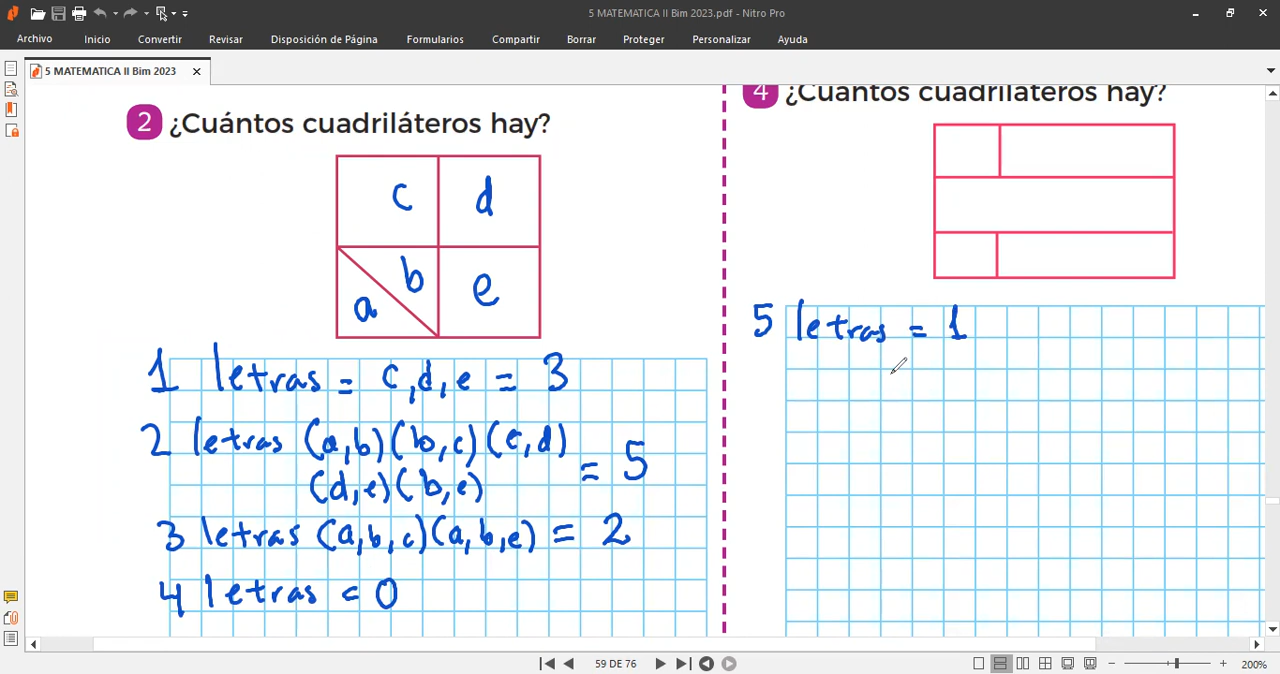 5 MATEMATICA II Bim 2023.pdf - Nitro Pro
Archivo Inicio Convertir Revisar Disposición de Página Formularios Compartir Borrar Proteger Personalizar Ayuda
5 MATEMATICA II Bim 2023
2 ¿Cuántos cuadriláteros hay?
c d
a b e
1 letras = c,d,e = 3
2 letras (a,b)(b,c)(c,d)
(d,e)(b,e) = 5
3 letras (a,b,c)(a,b,e) = 2
4 letras = 0
4 ¿Cuántos cuadriláteros hay?
5 letras = 1
59 DE 76
200%